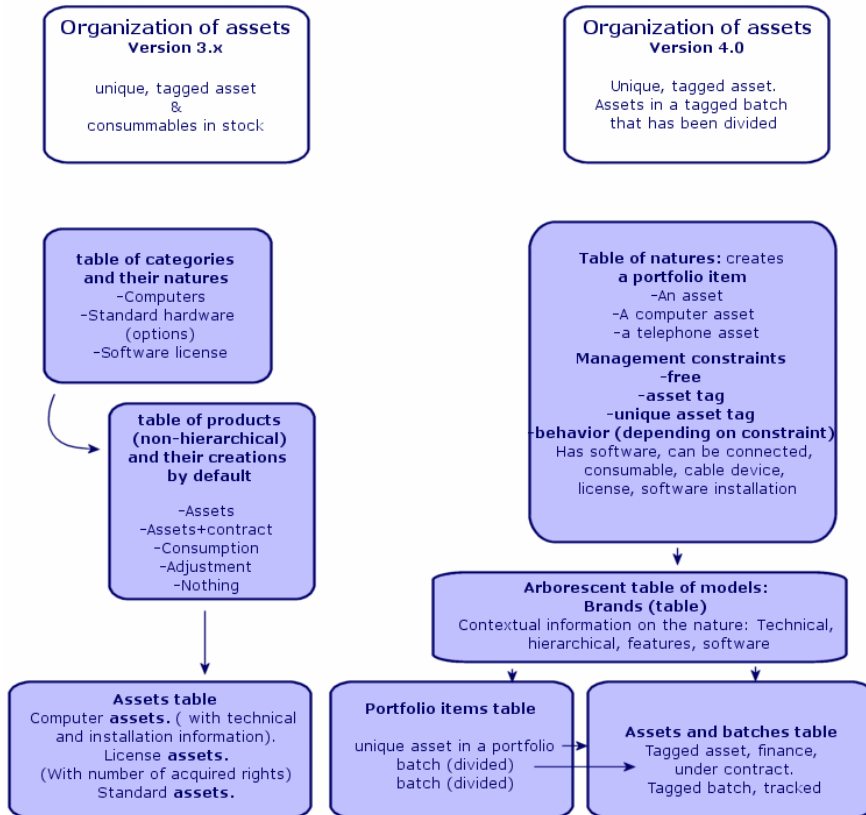 Organization of assets
Version 3.x
unique, tagged asset
&
consummables in stock
Organization of assets
Version 4.0
Unique, tagged asset.
Assets in a tagged batch
that has been divided
table of categories
and their natures
-Computers
-Standard hardware
(options)
-Software license
table of products
(non-hierarchical)
and their creations
by default
-Assets
-Assets+contract
-Consumption
-Adjustment
-Nothing
Assets table
Computer assets. ( with technical
and installation information).
License assets.
(With number of acquired rights)
Standard assets.
Table of natures: creates
a portfolio item
-An asset
-A computer asset
-a telephone asset
Management constraints
-free
-asset tag
-unique asset tag
-behavior (depending on constraint)
Has software, can be connected,
consumable, cable device,
license, software installation
Arborescent table of models:
Brands (table)
Contextual information on the nature: Technical,
hierarchical, features, software
Portfolio items table
unique asset in a portfolio
batch (divided)
batch (divided)
Assets and batches table
Tagged asset, finance,
under contract.
Tagged batch, tracked